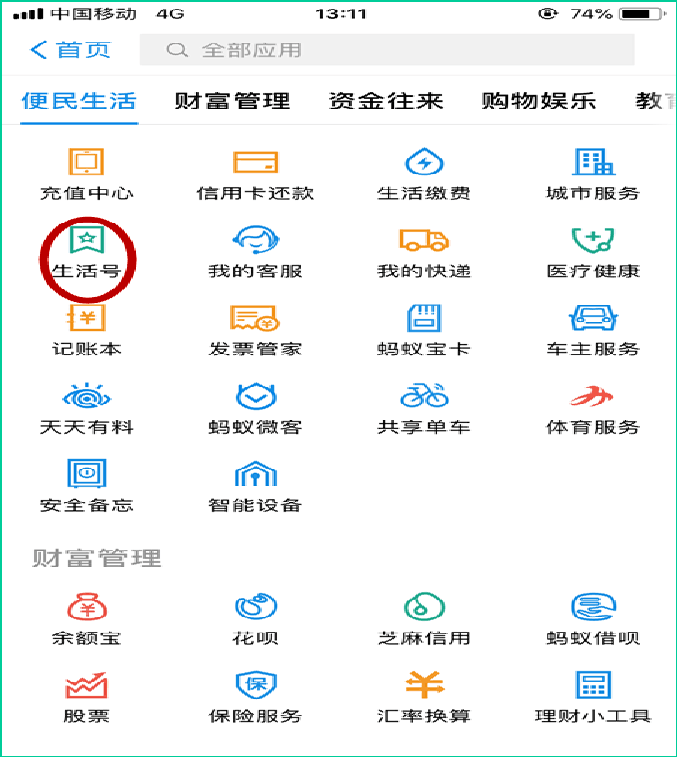 中国移动 4G 13:11 74%
首页 全部应用
便民生活 财富管理 资金往来 购物娱乐 教
充值中心 信用卡还款 生活缴费 城市服务
生活号 我的客服 我的快递 医疗健康
记账本 发票管家 蚂蚁宝卡 车主服务
天天有料 蚂蚁微客 共享单车 体育服务
安全备忘 智能设备
财富管理
余额宝 花呗 芝麻信用 蚂蚁借呗
保
股票 保险服务 汇率换算 理财小工具